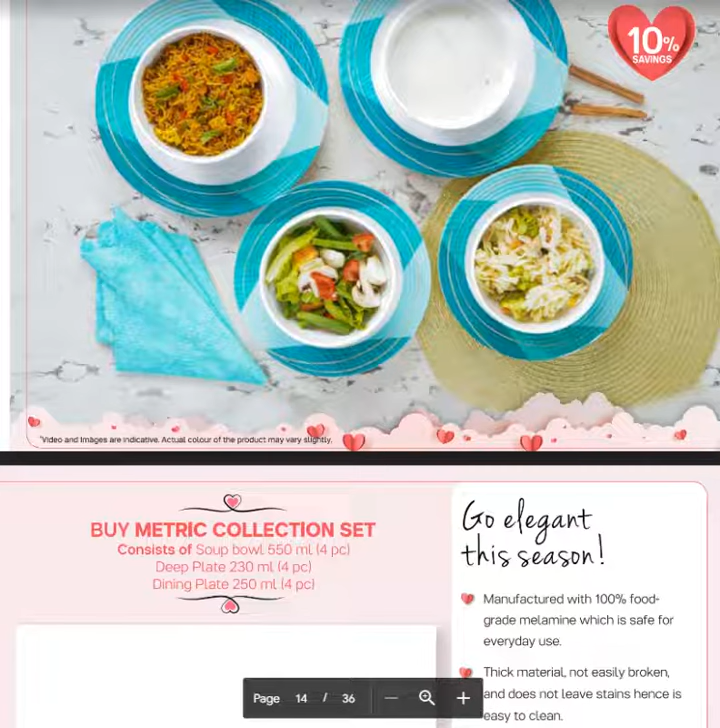 10%
SAVINGS
*Video and Images are indicative. Actual colour of the product may vary slightly.
BUY METRIC COLLECTION SET
Consists of Soup bowl 550 ml (4 pc)
Deep Plate 230 ml (4 pc)
Dining Plate 250 ml (4 pc)
Go elegant
this season!
Manufactured with 100% food-
grade melamine which is safe for
everyday use.
Thick material, not easily broken,
and does not leave stains hence is
easy to clean.
Page 14 / 36